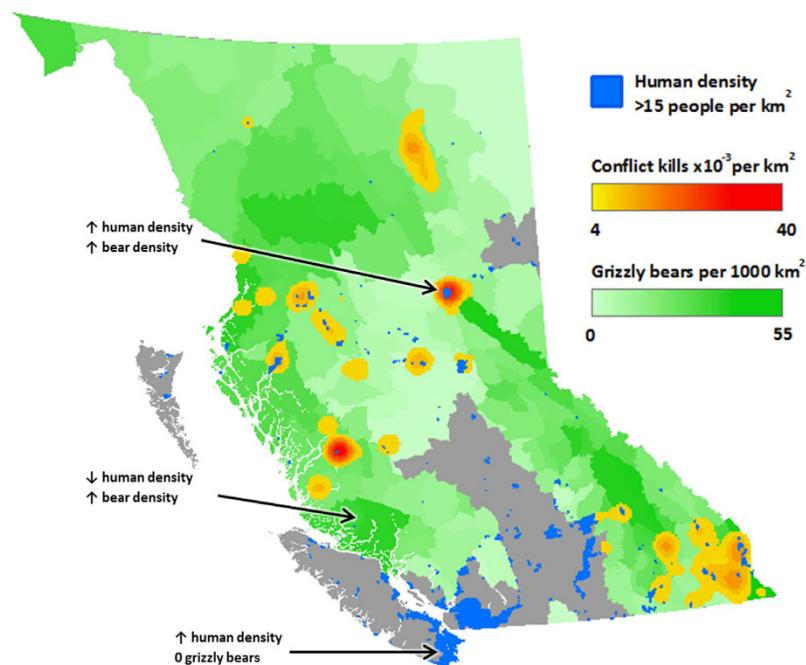 Human density
>15 people per km²
Conflict kills x10⁻³ per km²
4 40
Grizzly bears per 1000 km²
0 55
↑ human density
↑ bear density
↓ human density
↑ bear density
↑ human density
0 grizzly bears